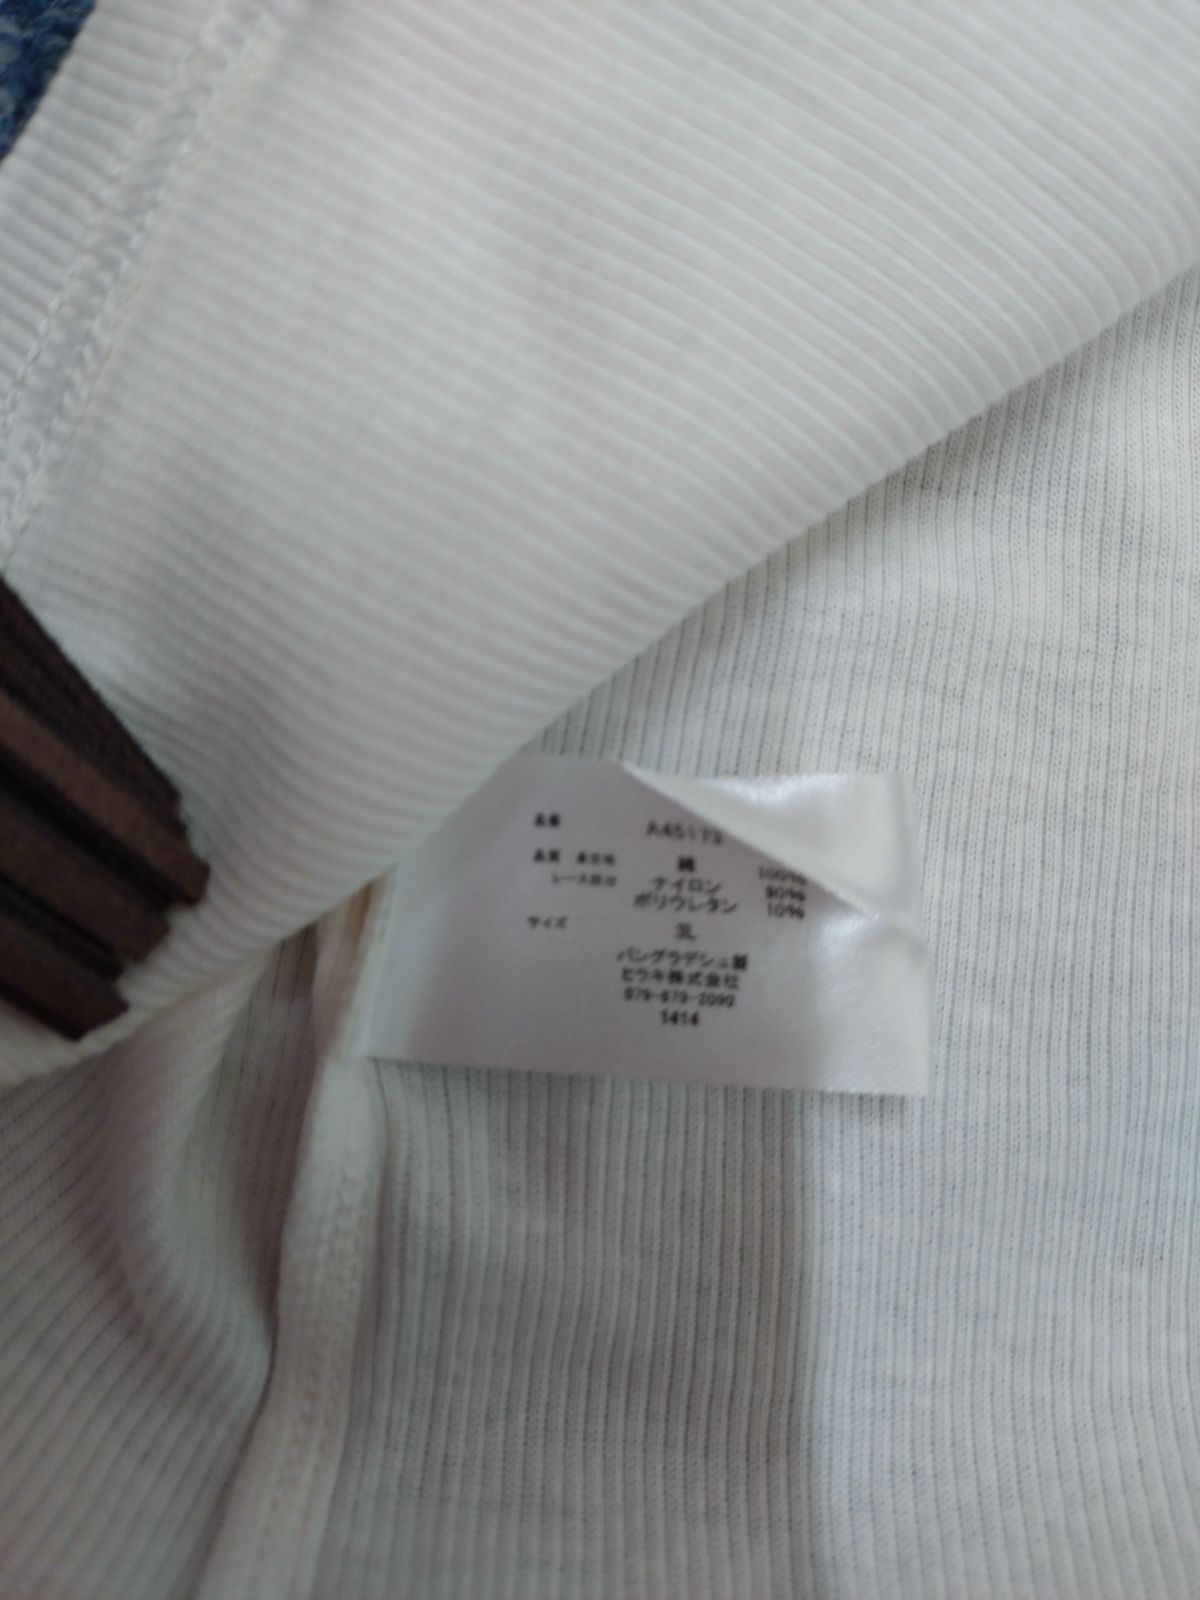 品番 A45173
品質 身生地 綿 100%
レース部分 ナイロン 90%
ポリウレタン 10%
サイズ 3L
バングラデシュ製
ヒラキ株式会社
079-679-2090
1414